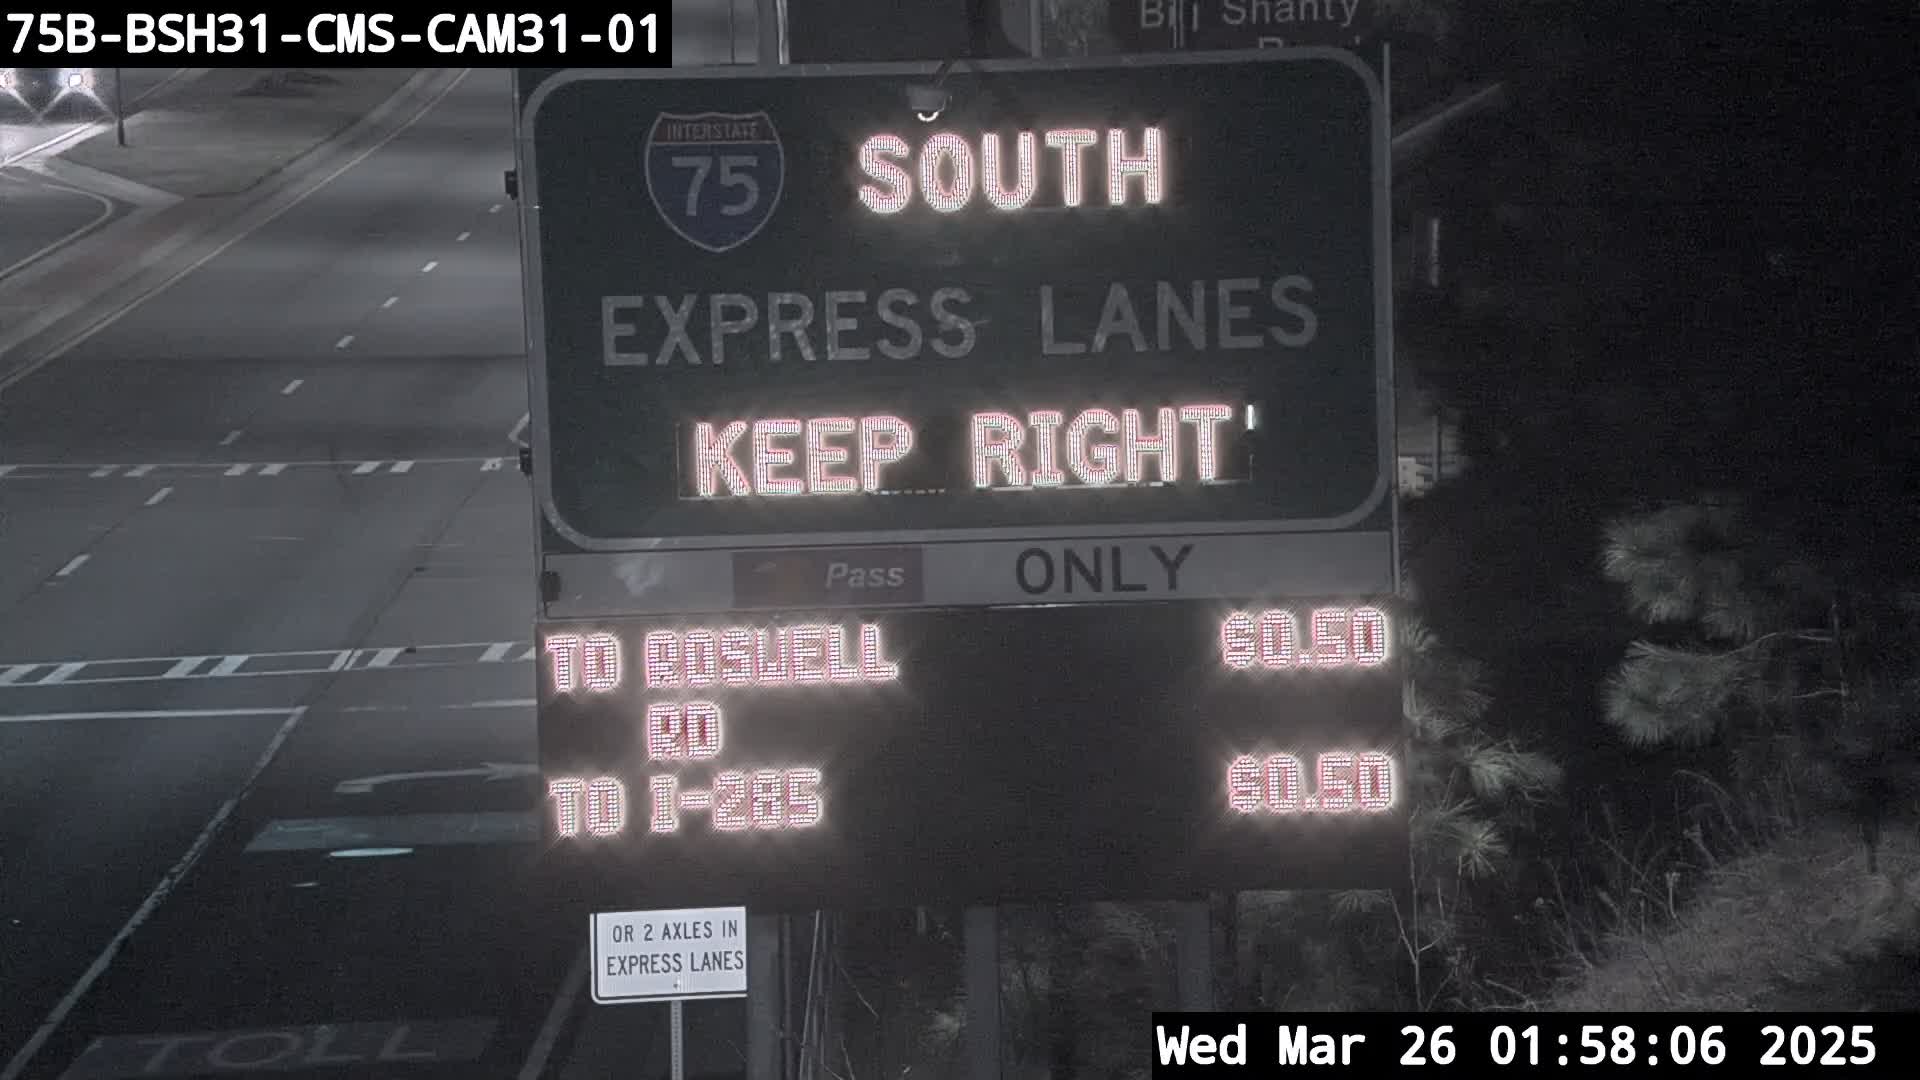 75B-BSH31-CMS-CAM31-01
Shanty
INTERSTATE
75
SOUTH
EXPRESS LANES
KEEP RIGHT
Pass ONLY
TO ROSWELL $0.50
RD
TO I-285 $0.50
OR 2 AXLES IN
EXPRESS LANES
TOLL
Wed Mar 26 01:58:06 2025